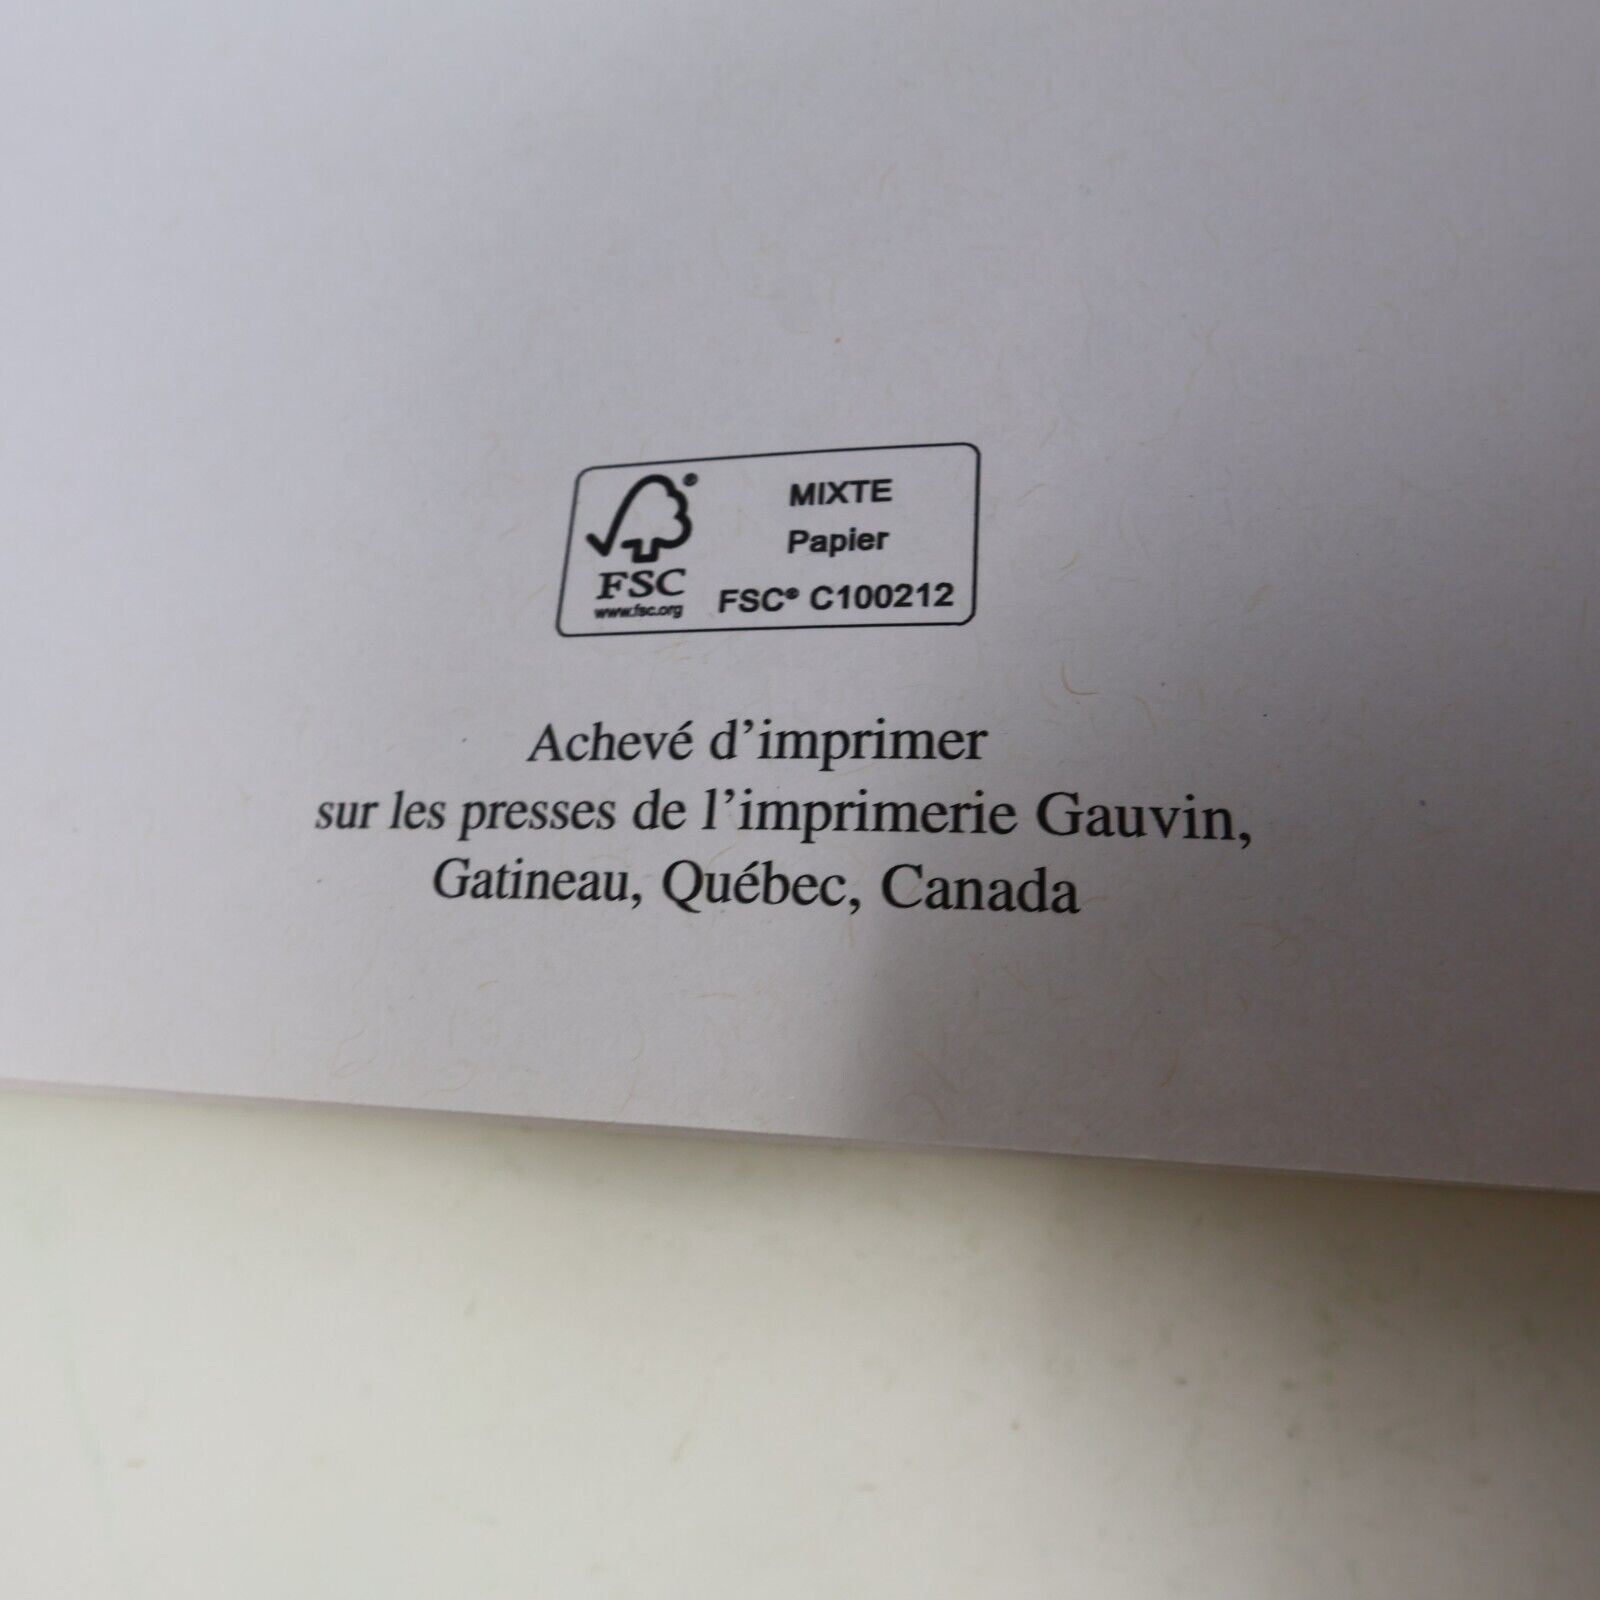 MIXTE
Papier
FSC® C100212
FSC
www.fsc.org
Achevé d’imprimer
sur les presses de l’imprimerie Gauvin,
Gatineau, Québec, Canada